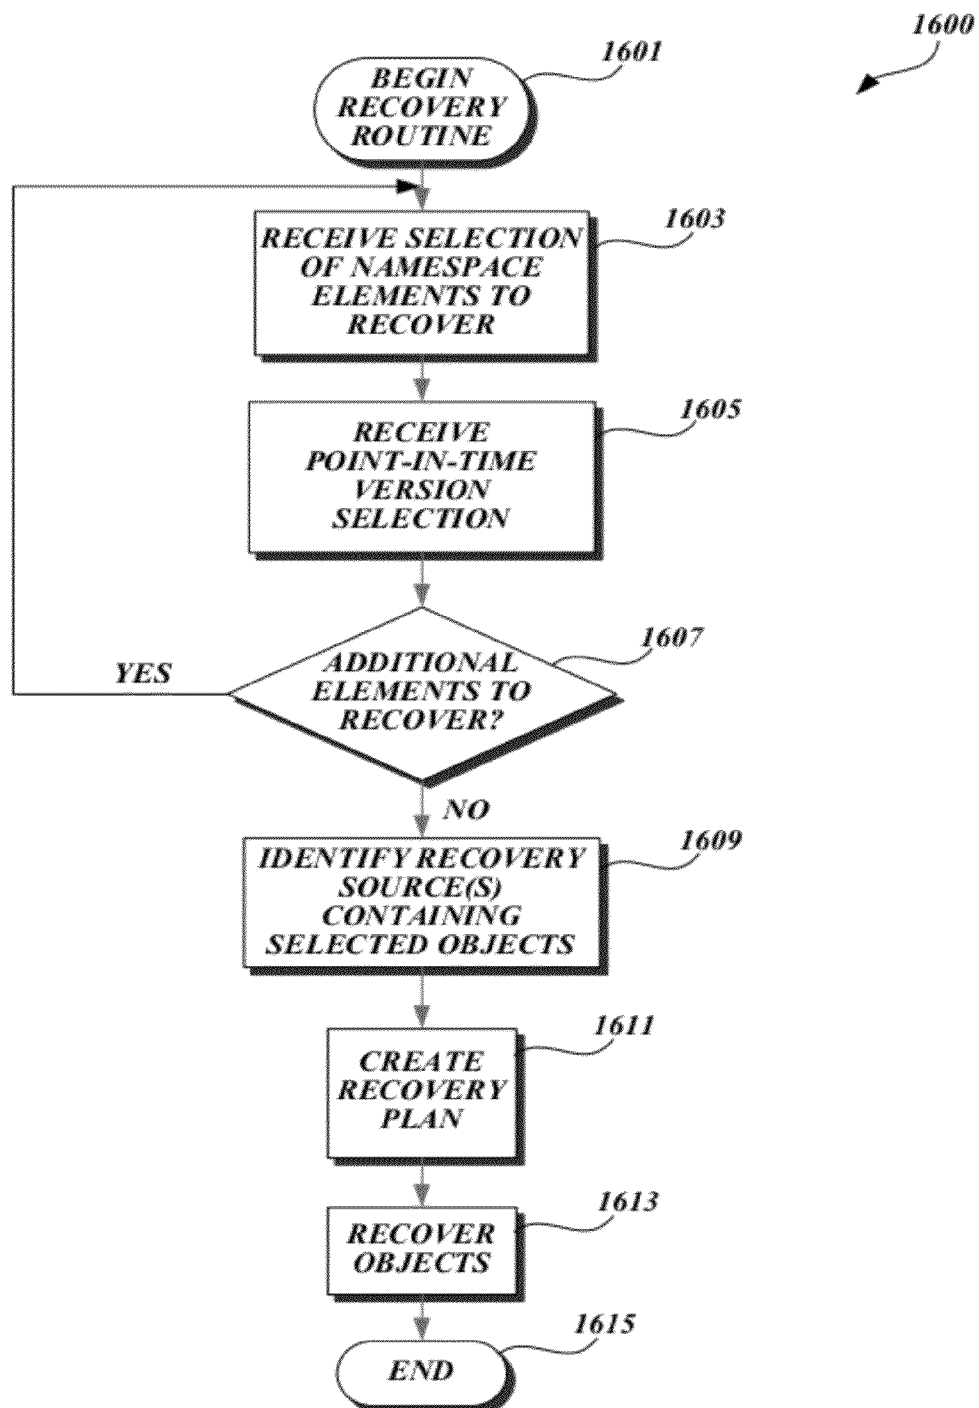 1600
1601
BEGIN
RECOVERY
ROUTINE
1603
RECEIVE SELECTION
OF NAMESPACE
ELEMENTS TO
RECOVER
1605
RECEIVE
POINT-IN-TIME
VERSION
SELECTION
1607
ADDITIONAL
ELEMENTS TO
RECOVER?
YES
NO
1609
IDENTIFY RECOVERY
SOURCE(S)
CONTAINING
SELECTED OBJECTS
1611
CREATE
RECOVERY
PLAN
1613
RECOVER
OBJECTS
1615
END